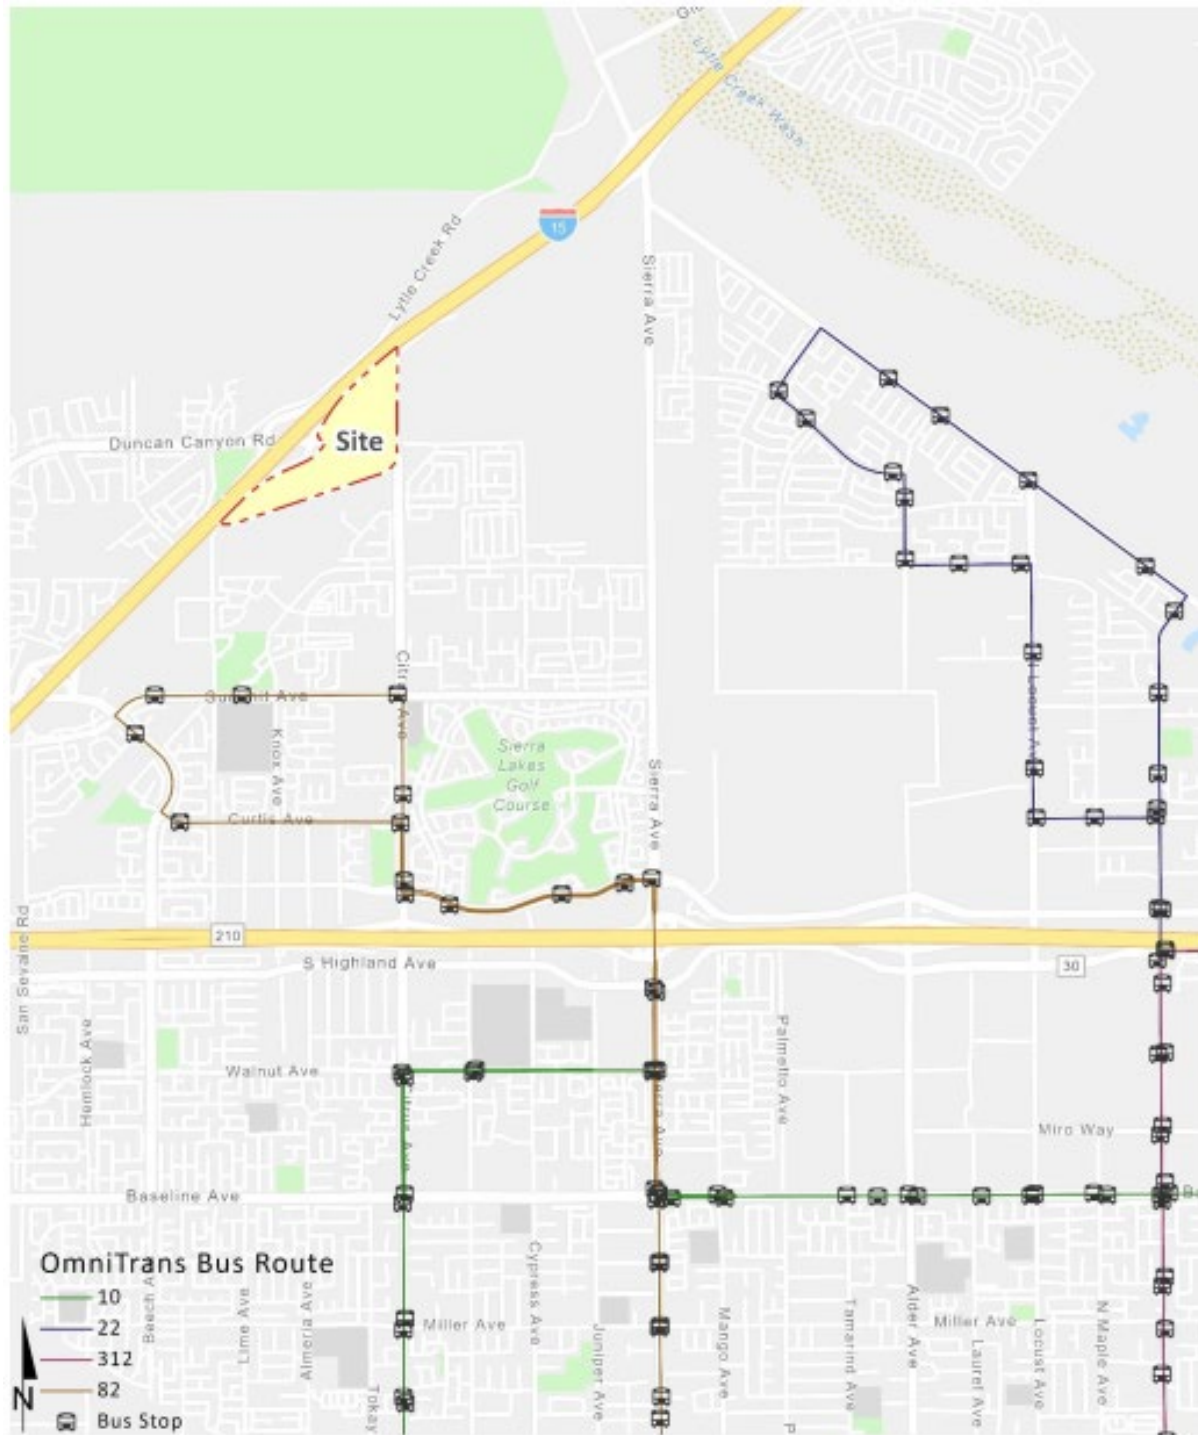 Gle
Lytle Creek Wash
15
Lytle Creek Rd
Sierra Ave
Duncan Canyon Rd
Site
Citr Ave
Summit Ave
Knox Ave
Sierra
Lakes
Golf
Course
Sierra Ave
N Locust Ave
Curtis Ave
San Sevaine Rd
210
S Highland Ave
30
Hemlock Ave
Walnut Ave
Citrus Ave
Palmetto Ave
Miro Way
Baseline Ave
Ba
OmniTrans Bus Route
10
22
312
82
Bus Stop
N
Beech A
Lime Ave
Almeria Ave
Miller Ave
Tokay
Cypress Ave
Juniper Ave
Mango Ave
Tamarind Ave
Alder Ave
Miller Ave
Laurel Ave
Locust Ave
N Maple Ave
P